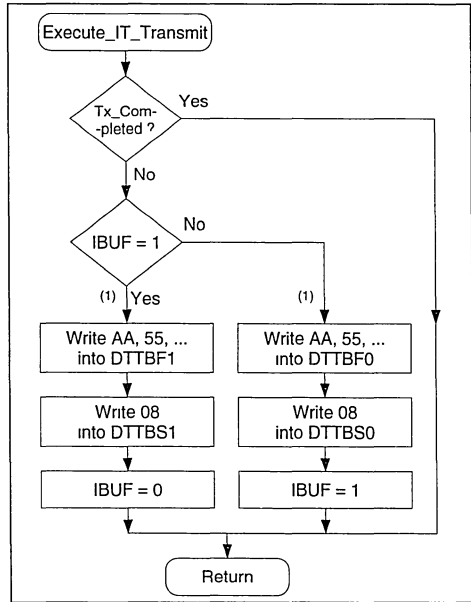 Execute_IT_Transmit
Tx_Com-
-pleted ?
Yes
No
IBUF = 1
No
(1) Yes
(1)
Write AA, 55, ...
into DTTBF1
Write AA, 55, ...
into DTTBF0
Write 08
into DTTBS1
Write 08
into DTTBS0
IBUF = 0
IBUF = 1
Return